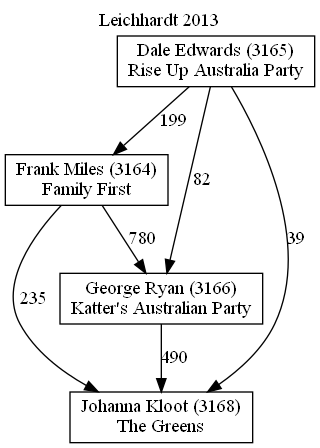 Leichhardt 2013
Dale Edwards (3165)
Rise Up Australia Party
199
82
39
Frank Miles (3164)
Family First
780
235
George Ryan (3166)
Katter's Australian Party
490
Johanna Kloot (3168)
The Greens